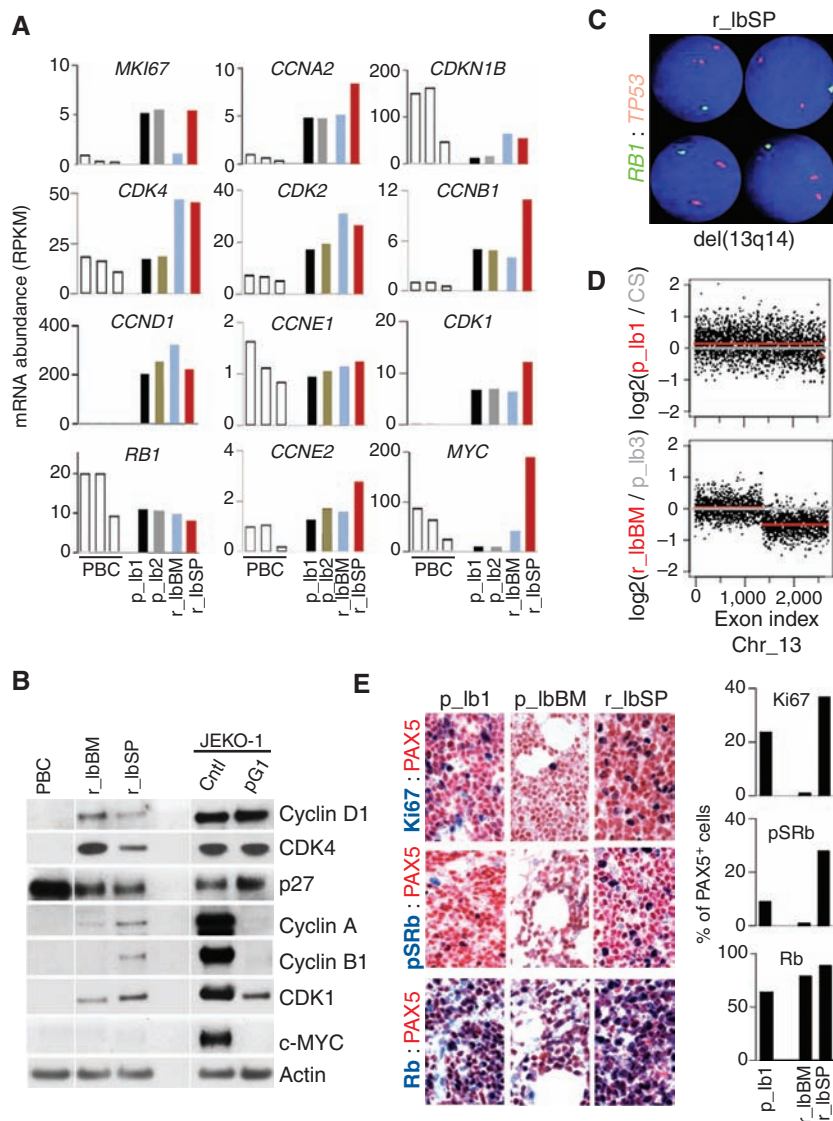 A
mRNA abundance (RPKM)
MKI67
10
5
0
CCNA2
10
5
0
CDKN1B
200
100
0
CDK4
50
25
0
CDK2
40
20
0
CCNB1
12
6
0
CCND1
400
200
0
CCNE1
2
1
0
CDK1
20
10
0
RB1
20
10
0
CCNE2
4
2
0
MYC
200
100
0
PBC
p_lb1
p_lb2
r_lbBM
r_lbSP
PBC
p_lb1
p_lb2
r_lbBM
r_lbSP
PBC
p_lb1
p_lb2
r_lbBM
r_lbSP
B
PBC
r_lbBM
r_lbSP
JEKO-1
Cntl
pG1
Cyclin D1
CDK4
p27
Cyclin A
Cyclin B1
CDK1
c-MYC
Actin
C
r_lbSP
RB1 : TP53
del(13q14)
D
log2(p_lb1 / CS)
2
1
0
−1
−2
log2(r_lbBM / p_lb3)
2
1
0
−1
−2
0 1,000 2,000
Exon index
Chr_13
E
p_lb1 p_lbBM r_lbSP
Ki67 : PAX5
pSRb : PAX5
Rb : PAX5
% of PAX5+ cells
Ki67
40
20
0
pSRb
40
20
0
Rb
100
50
0
p_lb1
r_lbBM
r_lbSP